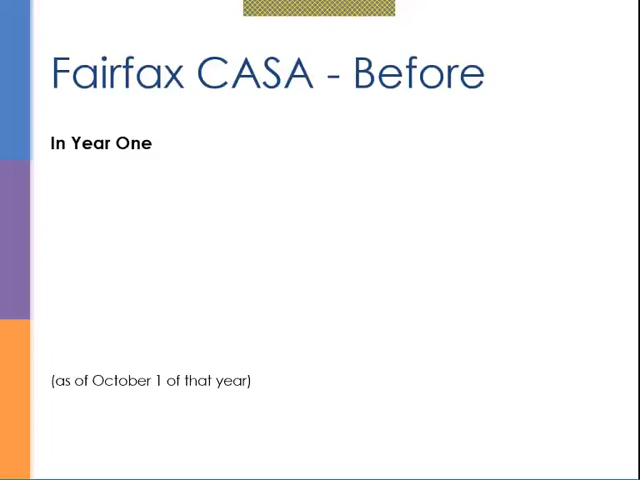 Fairfax CASA - Before
In Year One
(as of October 1 of that year)